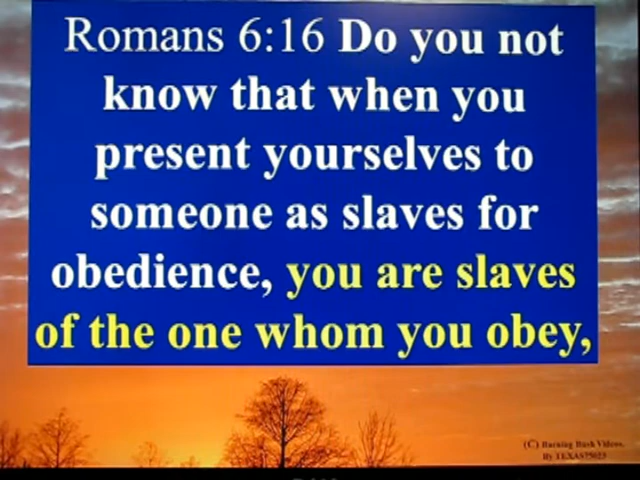 Romans 6:16 Do you not
know that when you
present yourselves to
someone as slaves for
obedience, you are slaves
of the one whom you obey,
(C) Burning Bush Videos.
By TEXAS75023